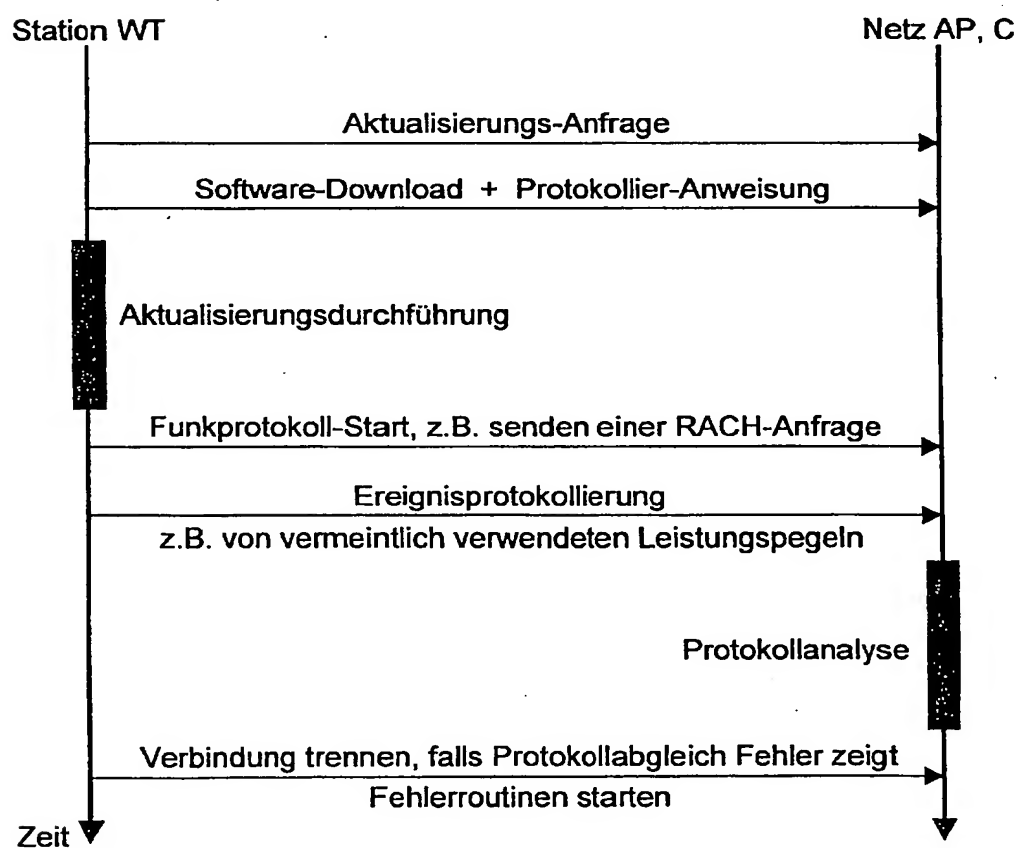 Station WT
Netz AP, C
Aktualisierungs-Anfrage
Software-Download + Protokollier-Anweisung
Aktualisierungsdurchführung
Funkprotokoll-Start, z.B. senden einer RACH-Anfrage
Ereignisprotokollierung
z.B. von vermeintlich verwendeten Leistungspegeln
Protokollanalyse
Verbindung trennen, falls Protokollabgleich Fehler zeigt
Fehlerroutinen starten
Zeit